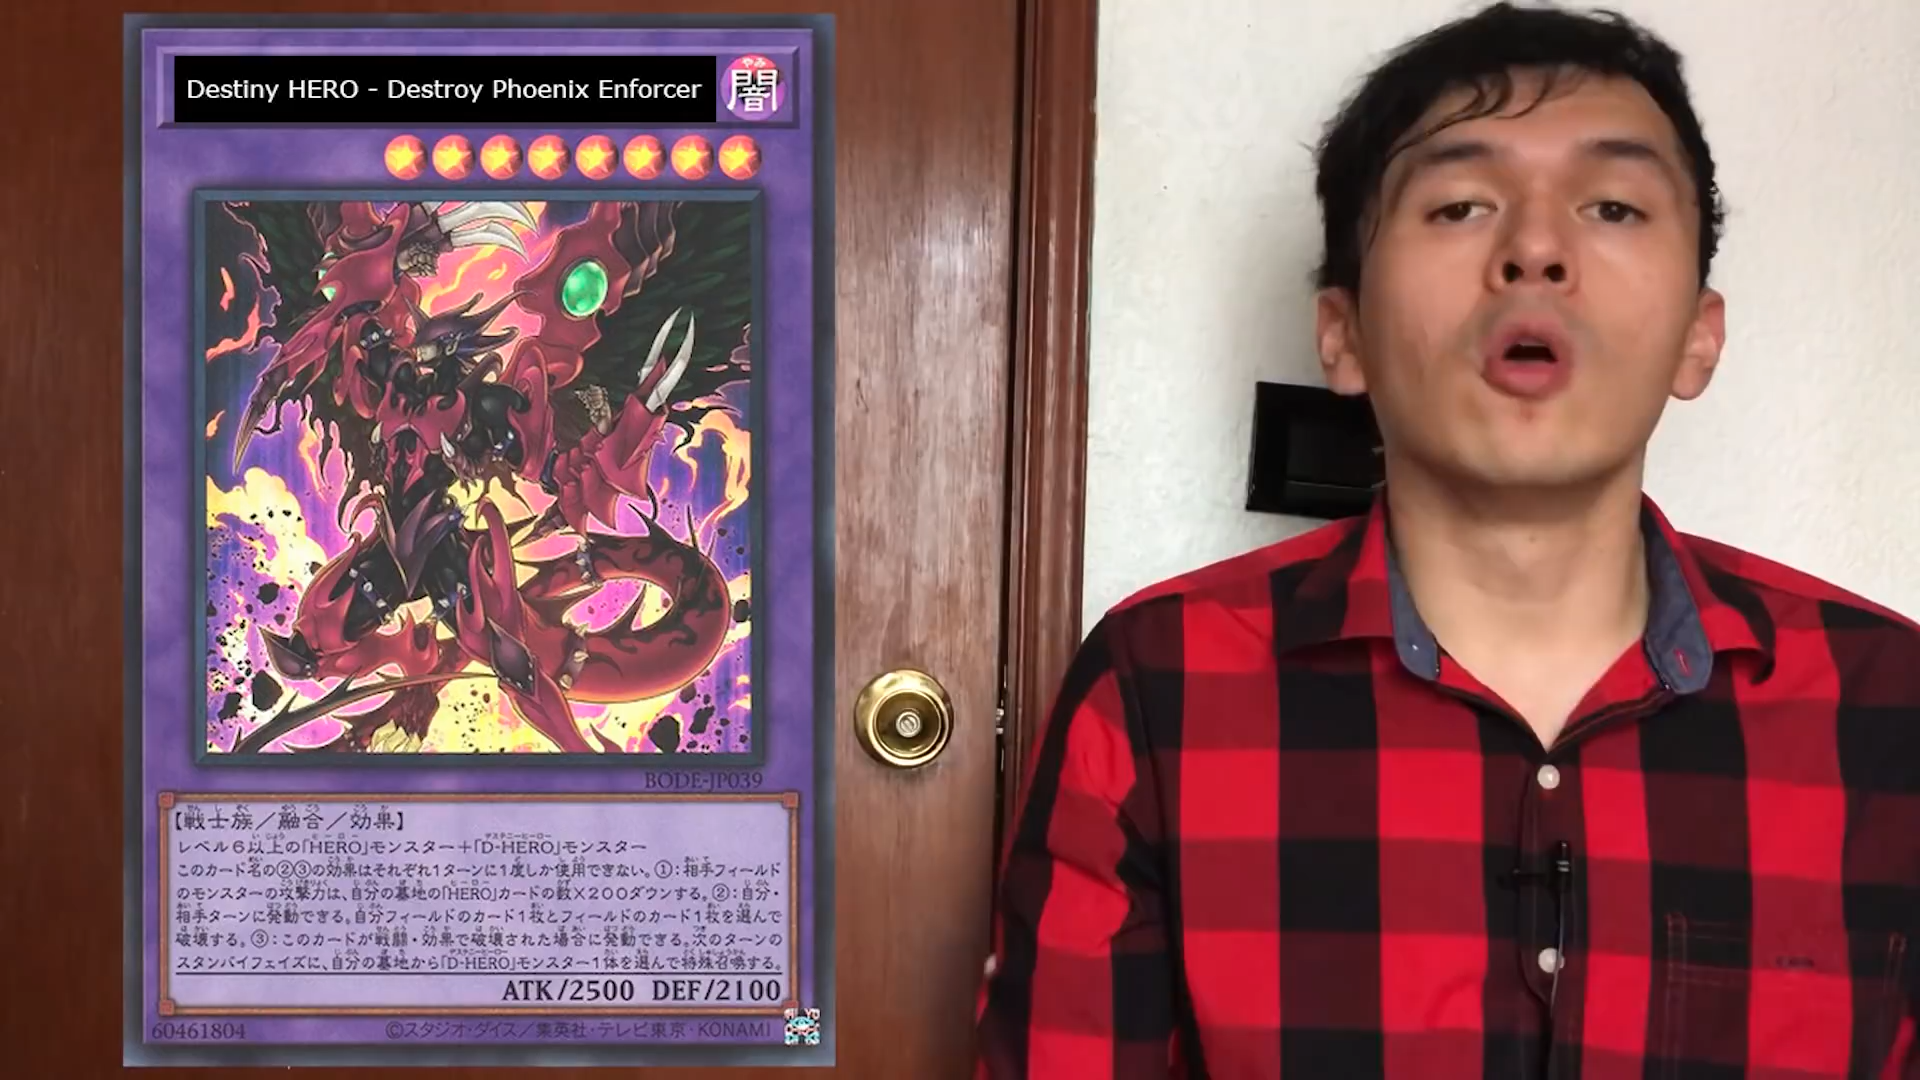 Destiny HERO - Destroy Phoenix Enforcer
闇
BODE-JP039
【戦士族／融合／効果】
レベル６以上の「HERO」モンスター＋「D-HERO」モンスター
このカード名の②③の効果はそれぞれ１ターンに１度しか使用できない。①：相手フィールド
のモンスターの攻撃力は、自分の墓地の「HERO」カードの数×２００ダウンする。②：自分・
相手ターンに発動できる。自分フィールドのカード１枚とフィールドのカード１枚を選んで
破壊する。③：このカードが戦闘・効果で破壊された場合に発動できる。次のターンの
スタンバイフェイズに、自分の墓地から「D-HERO」モンスター１体を選んで特殊召喚する。
ATK/2500 DEF/2100
60461804 ©スタジオ・ダイス／集英社・テレビ東京・KONAMI